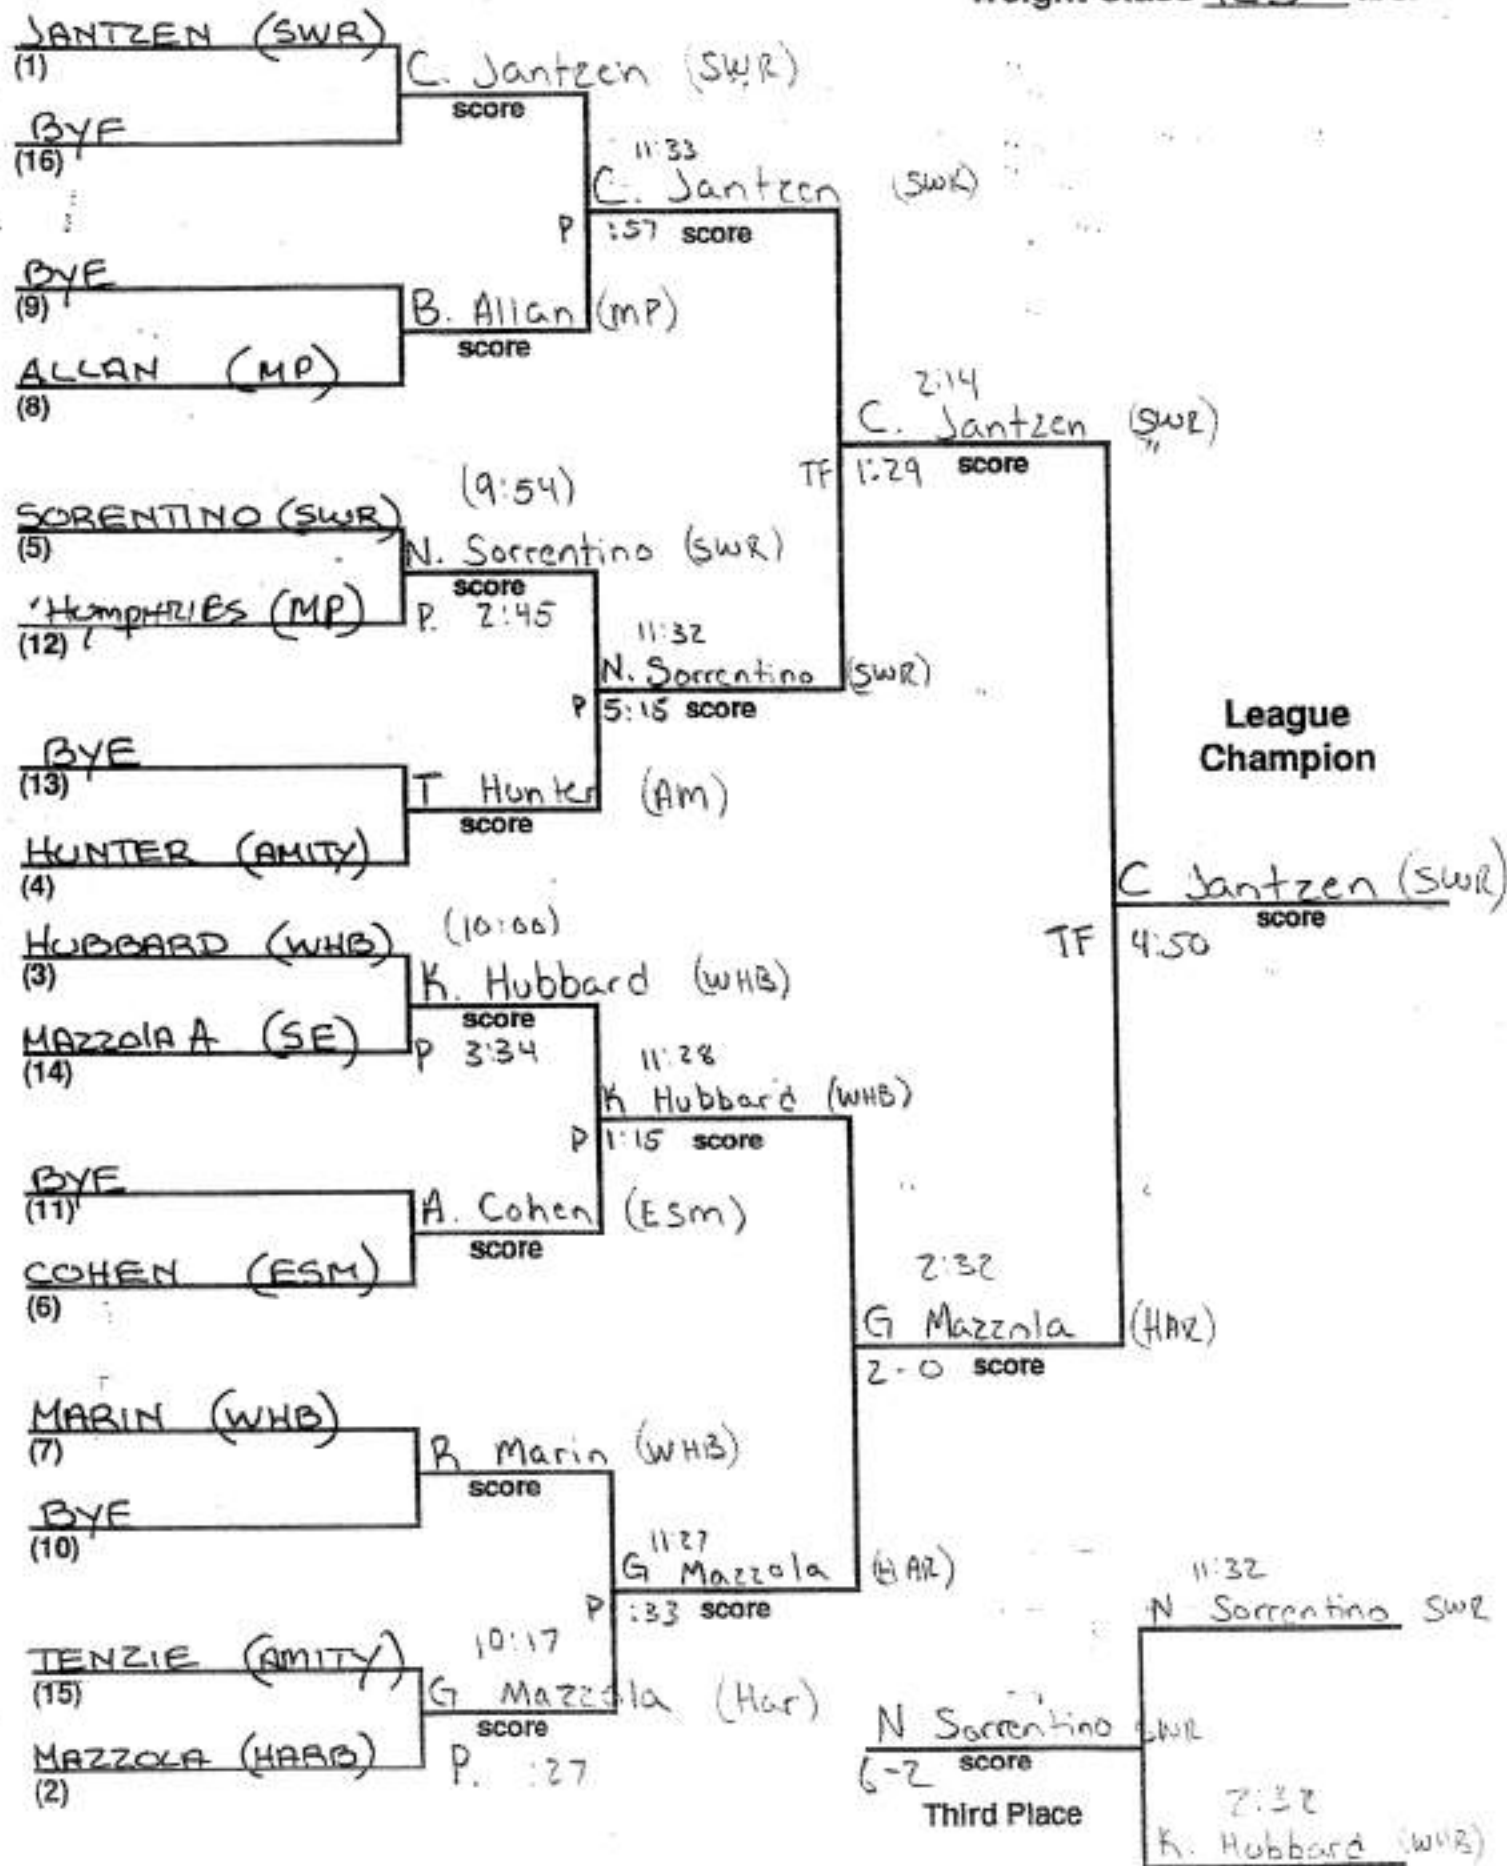 JANTZEN (SWR)
(1)
C. Jantzen (SWR)
score
BYE
(16)
11:33
C. Jantzen (SWR)
P :57 score
BYE
(9)
B. Allan (MP)
score
ALLAN (MP)
(8)
2:14
C. Jantzen (SWR)
TF 1:29 score
(9:54)
SORENTINO (SWR)
(5)
N. Sorrentino (SWR)
score
HUMPHRIES (MP)
(12)
P. 2:45
11:32
N. Sorrentino (SWR)
P 5:15 score
League
Champion
BYE
(13)
T Hunter (AM)
score
HUNTER (AMITY)
(4)
C Jantzen (SWR)
score
TF 4:50
(10:00)
HUBBARD (WHB)
(3)
K. Hubbard (WHB)
score
MAZZOLA A (SE)
(14)
P 3:34
11:28
K Hubbard (WHB)
P 1:15 score
BYE
(11)
A. Cohen (ESM)
score
COHEN (ESM)
(6)
2:32
G Mazzola (HAR)
2-0 score
MARIN (WHB)
(7)
R Marin (WHB)
score
BYE
(10)
11:27
G Mazzola (HAR)
P :33 score
10:17
TENZIE (AMITY)
(15)
G Mazzola (Har)
score
MAZZOLA (HARB)
(2)
P. :27
11:32
N Sorrentino SWR
N Sorrentino SWR
6-2 score
Third Place
2:32
K. Hubbard (WHB)